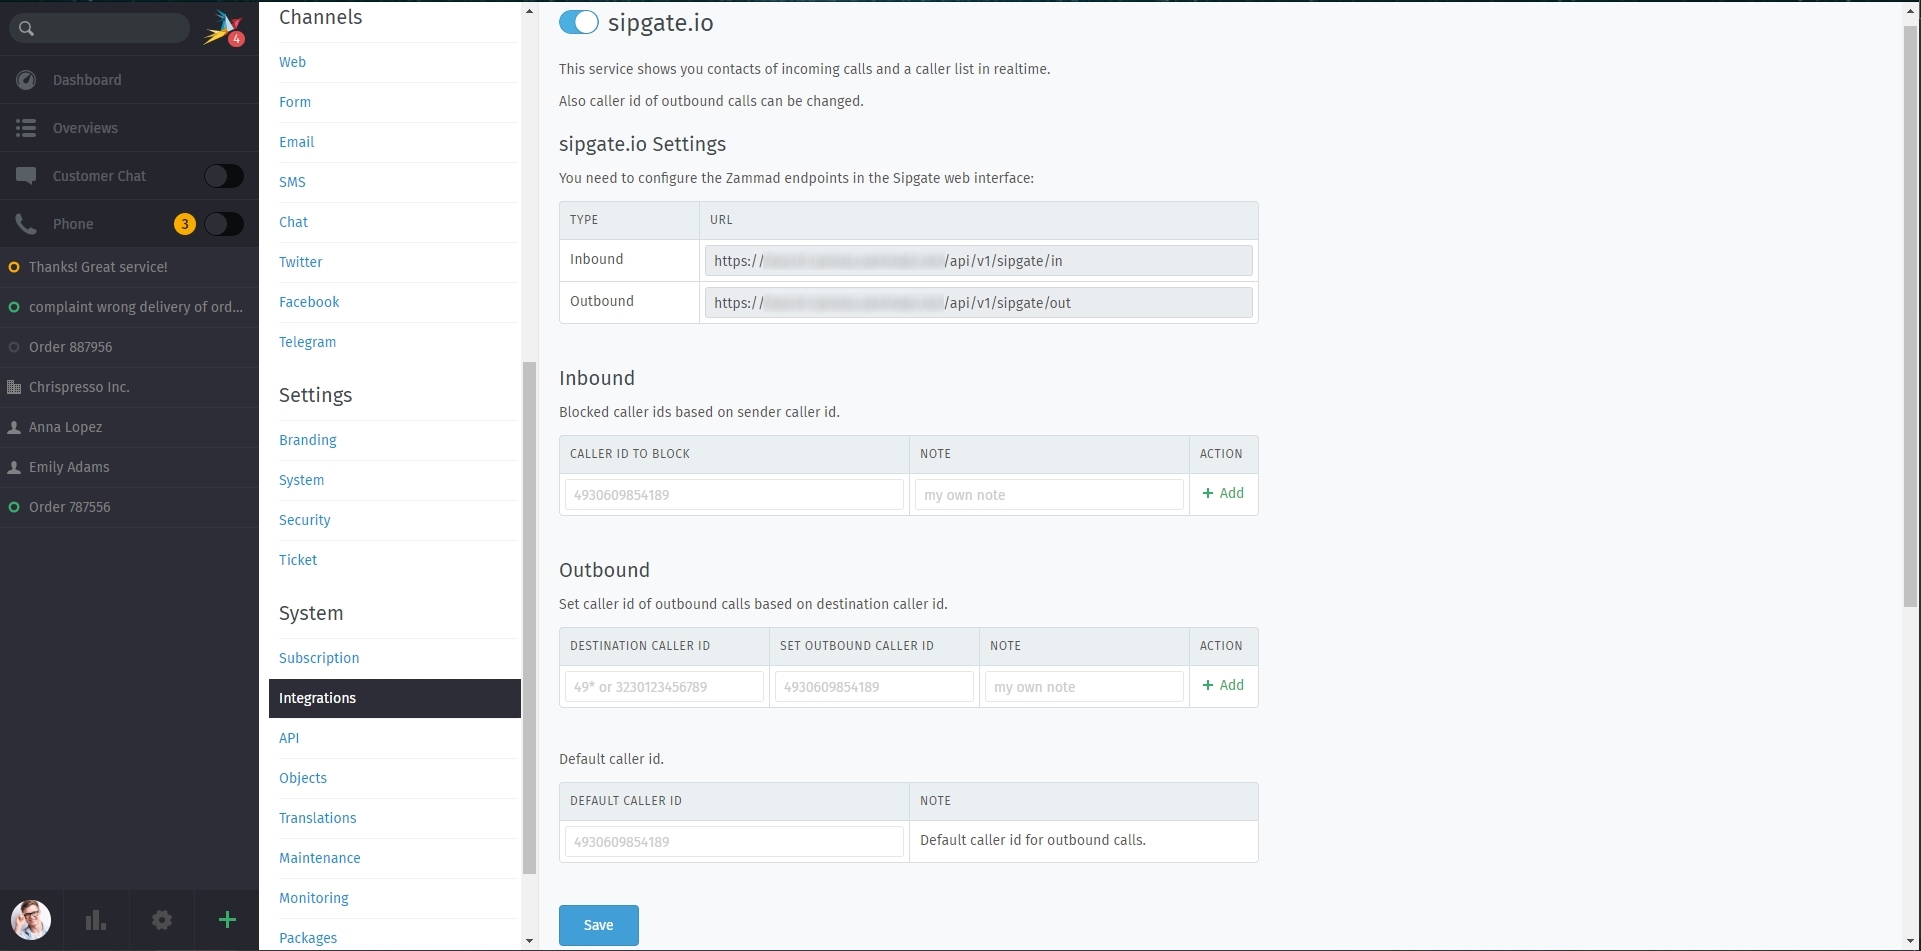 4
Dashboard
Overviews
Customer Chat
Phone 3
Thanks! Great service!
complaint wrong delivery of ord...
Order 887956
Chrispresso Inc.
Anna Lopez
Emily Adams
Order 787556
Channels
Web
Form
Email
SMS
Chat
Twitter
Facebook
Telegram
Settings
Branding
System
Security
Ticket
System
Subscription
Integrations
API
Objects
Translations
Maintenance
Monitoring
Packages
sipgate.io
This service shows you contacts of incoming calls and a caller list in realtime.
Also caller id of outbound calls can be changed.
sipgate.io Settings
You need to configure the Zammad endpoints in the Sipgate web interface:
TYPE URL
Inbound https:// /api/v1/sipgate/in
Outbound https:// /api/v1/sipgate/out
Inbound
Blocked caller ids based on sender caller id.
CALLER ID TO BLOCK NOTE ACTION
4930609854189 my own note + Add
Outbound
Set caller id of outbound calls based on destination caller id.
DESTINATION CALLER ID SET OUTBOUND CALLER ID NOTE ACTION
49* or 3230123456789 4930609854189 my own note + Add
Default caller id.
DEFAULT CALLER ID NOTE
4930609854189 Default caller id for outbound calls.
Save